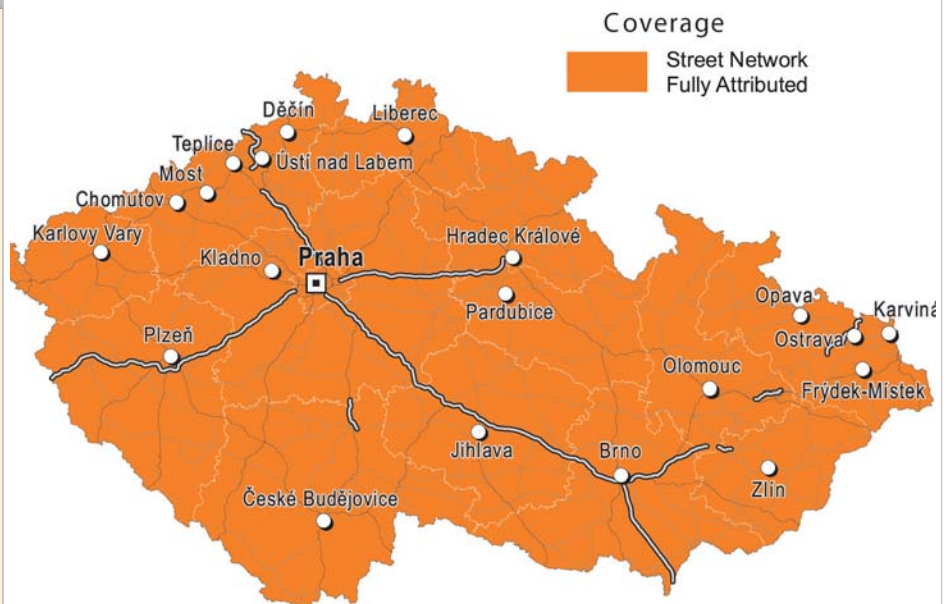 Coverage
Street Network
Fully Attributed
Děčín
Liberec
Teplice
Ústí nad Labem
Most
Chomutov
Karlovy Vary
Kladno
Praha
Hradec Králové
Pardubice
Opava
Karviná
Ostrava
Plzeň
Olomouc
Frýdek-Místek
Jihlava
Brno
Zlín
České Budějovice